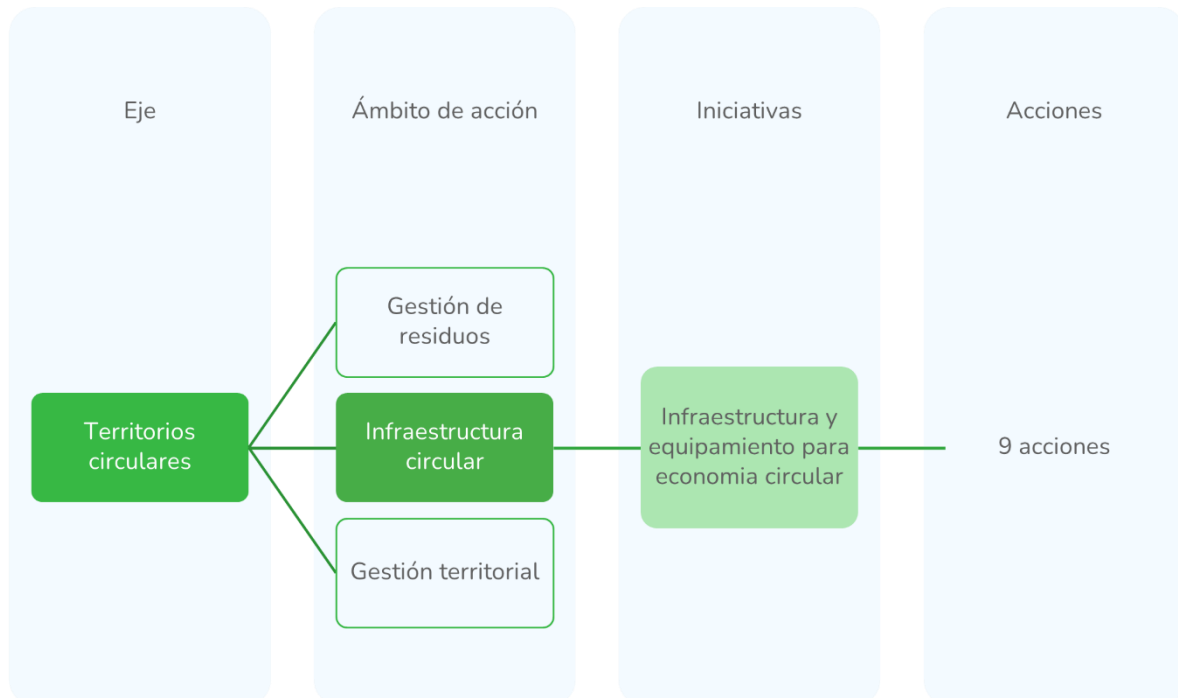 Eje
Ámbito de acción
Iniciativas
Acciones
Gestión de
residuos
Territorios
circulares
Infraestructura
circular
Infraestructura y
equipamiento para
economia circular
9 acciones
Gestión territorial